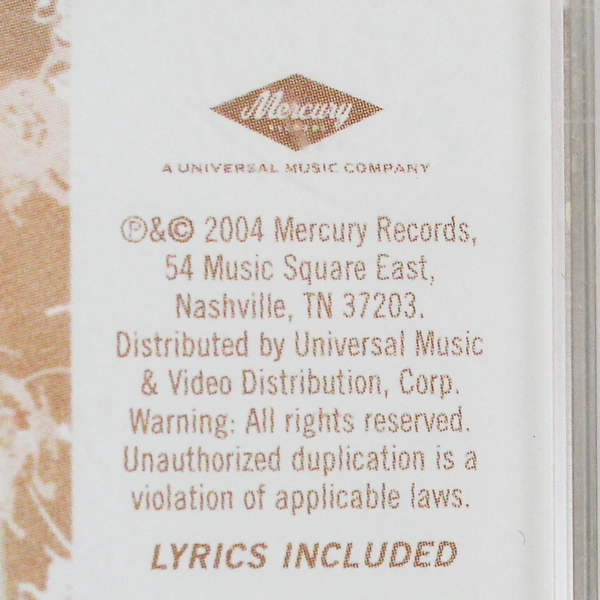 Mercury
RECORDS
A UNIVERSAL MUSIC COMPANY
℗&© 2004 Mercury Records,
54 Music Square East,
Nashville, TN 37203.
Distributed by Universal Music
& Video Distribution, Corp.
Warning: All rights reserved.
Unauthorized duplication is a
violation of applicable laws.
LYRICS INCLUDED